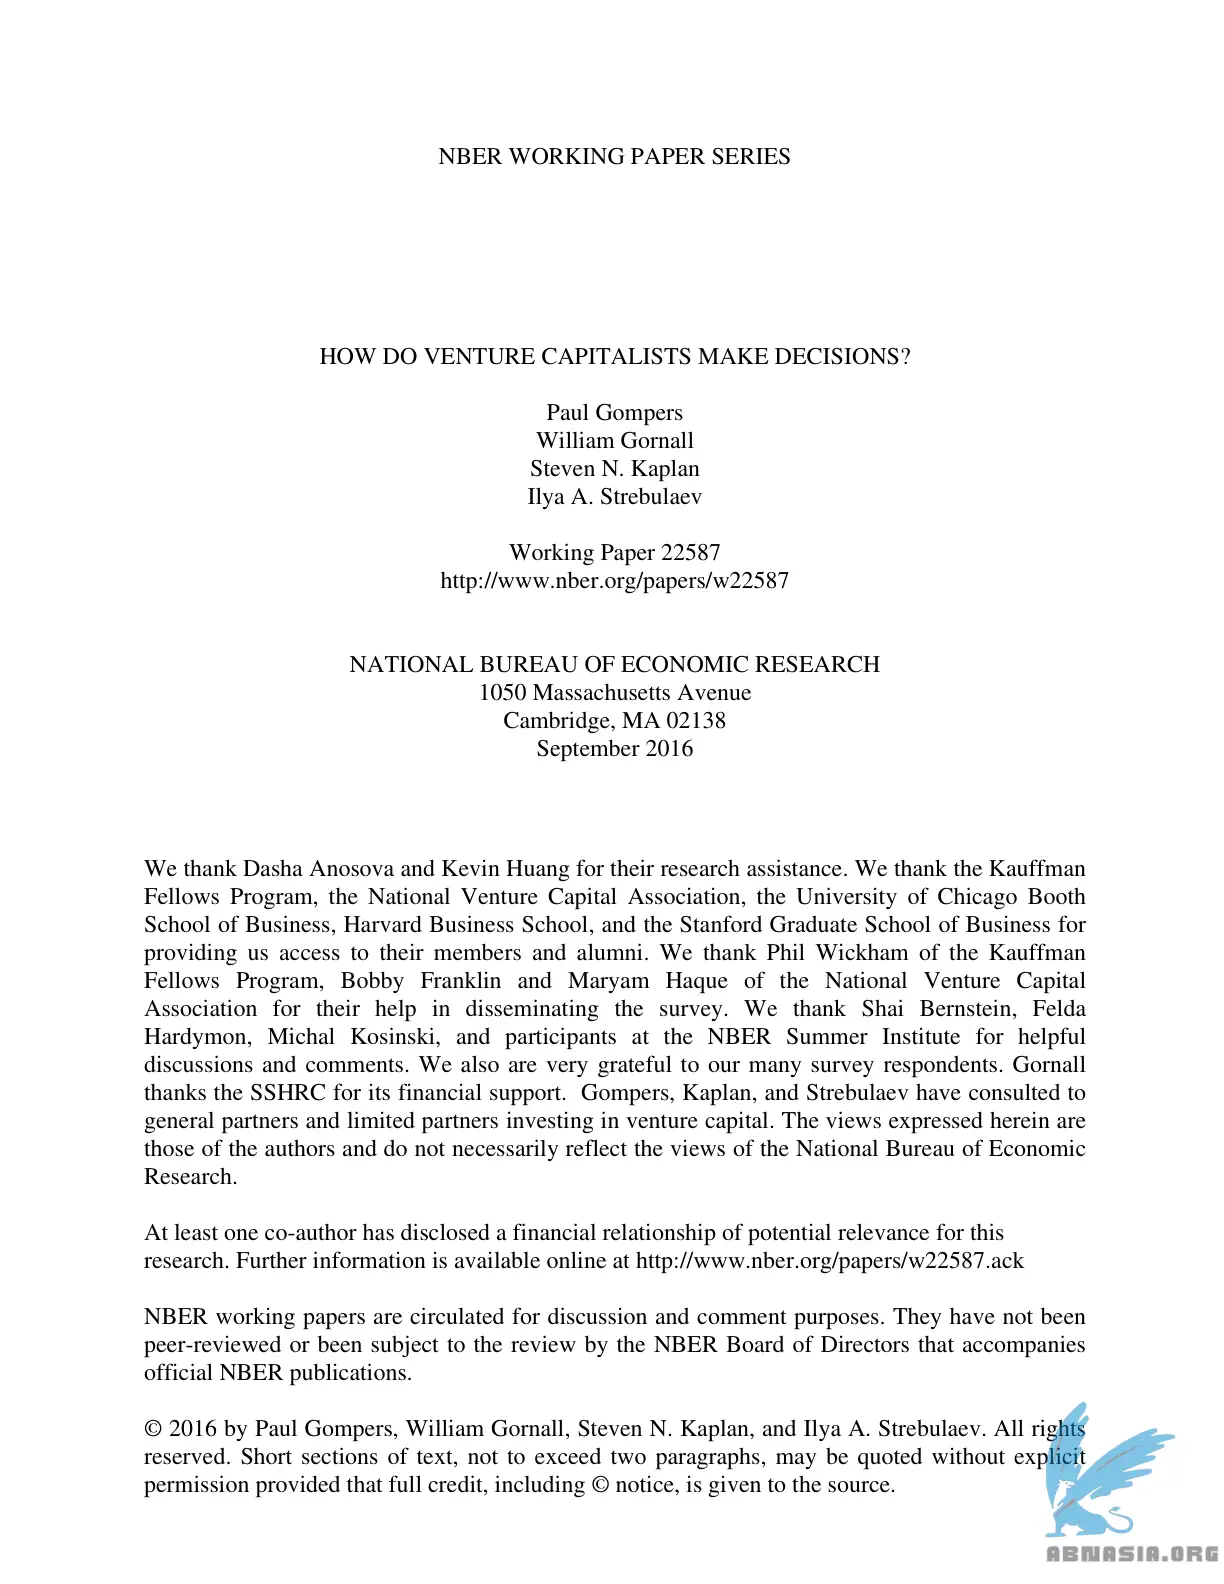 NBER WORKING PAPER SERIES
HOW DO VENTURE CAPITALISTS MAKE DECISIONS?
Paul Gompers
William Gornall
Steven N. Kaplan
Ilya A. Strebulaev
Working Paper 22587
http://www.nber.org/papers/w22587
NATIONAL BUREAU OF ECONOMIC RESEARCH
1050 Massachusetts Avenue
Cambridge, MA 02138
September 2016
We thank Dasha Anosova and Kevin Huang for their research assistance. We thank the Kauffman
Fellows Program, the National Venture Capital Association, the University of Chicago Booth
School of Business, Harvard Business School, and the Stanford Graduate School of Business for
providing us access to their members and alumni. We thank Phil Wickham of the Kauffman
Fellows Program, Bobby Franklin and Maryam Haque of the National Venture Capital
Association for their help in disseminating the survey. We thank Shai Bernstein, Felda
Hardymon, Michal Kosinski, and participants at the NBER Summer Institute for helpful
discussions and comments. We also are very grateful to our many survey respondents. Gornall
thanks the SSHRC for its financial support.  Gompers, Kaplan, and Strebulaev have consulted to
general partners and limited partners investing in venture capital. The views expressed herein are
those of the authors and do not necessarily reflect the views of the National Bureau of Economic
Research.
At least one co-author has disclosed a financial relationship of potential relevance for this
research. Further information is available online at http://www.nber.org/papers/w22587.ack
NBER working papers are circulated for discussion and comment purposes. They have not been
peer-reviewed or been subject to the review by the NBER Board of Directors that accompanies
official NBER publications.
© 2016 by Paul Gompers, William Gornall, Steven N. Kaplan, and Ilya A. Strebulaev. All rights
reserved. Short sections of text, not to exceed two paragraphs, may be quoted without explicit
permission provided that full credit, including © notice, is given to the source.
ABNASIA.ORG